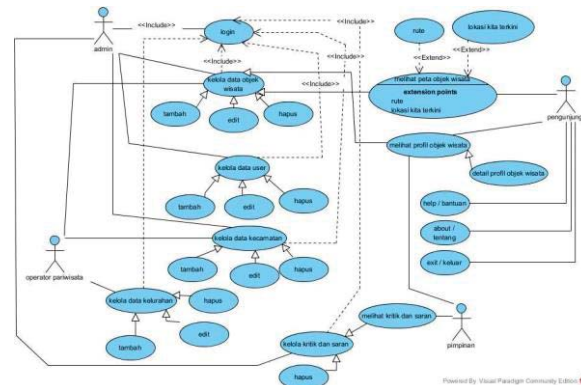 <<Include>>
<<Include>>
login
rute
lokasi kita terkini
admin
<<Include>>
<<Include>>
<<Extend>>
<<Extend>>
kelola data objek
wisata
melihat peta objek wisata
extension points
rute
lokasi kita terkini
tambah
edit
hapus
pengunjung
melihat profil objek wisata
kelola data user
detail profil objek wisata
tambah
edit
hapus
help / bantuan
about /
tentang
kelola data kecamatan
exit / keluar
operator pariwisata
tambah
edit
hapus
kelola data kelurahan
hapus
melihat kritik dan saran
pimpinan
tambah
edit
kelola kritik dan saran
hapus
Powered By Visual Paradigm Community Edition